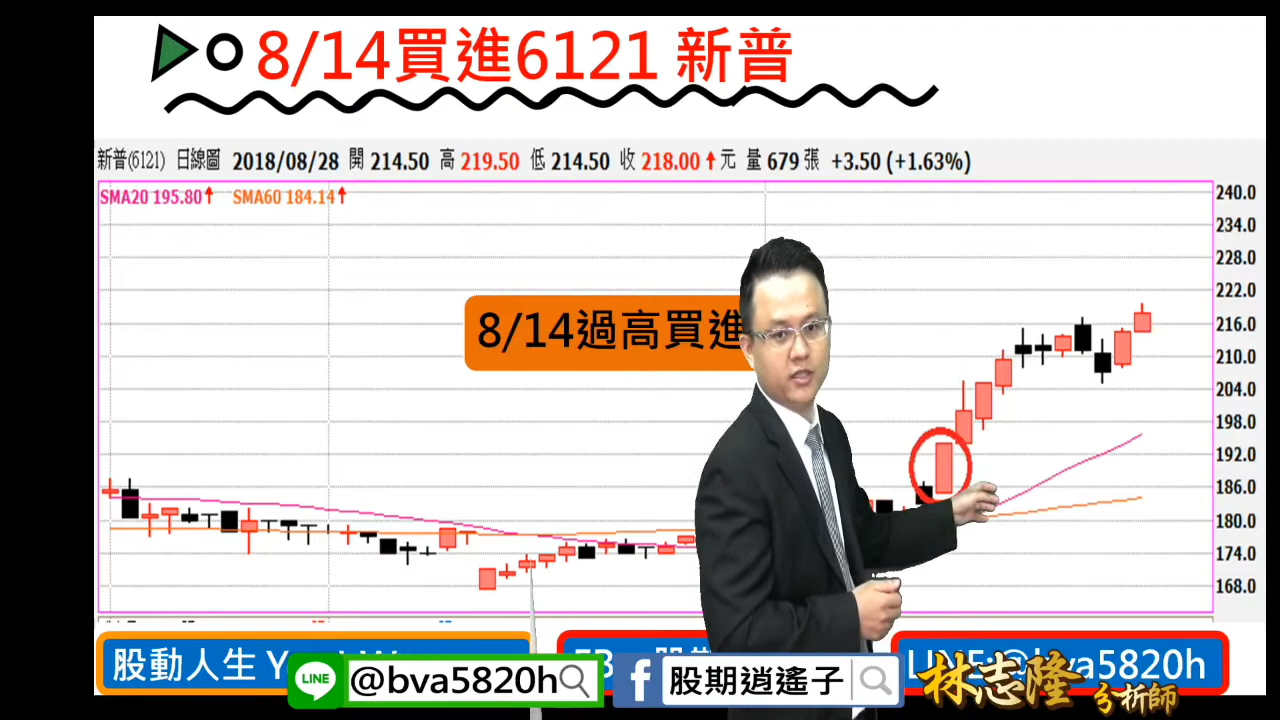 8/14買進6121 新普
新普(6121) 日線圖 2018/08/28 開 214.50 高 219.50 低 214.50 收 218.00 元 量 679 張 +3.50 (+1.63%)
SMA20 195.80 SMA60 184.14
240.0
234.0
228.0
222.0
216.0
210.0
204.0
198.0
192.0
186.0
180.0
174.0
168.0
8/14過高買進
股動人生
LINE:@bva5820h
LINE @bva5820h
f 股期逍遙子
林志隆 分析師